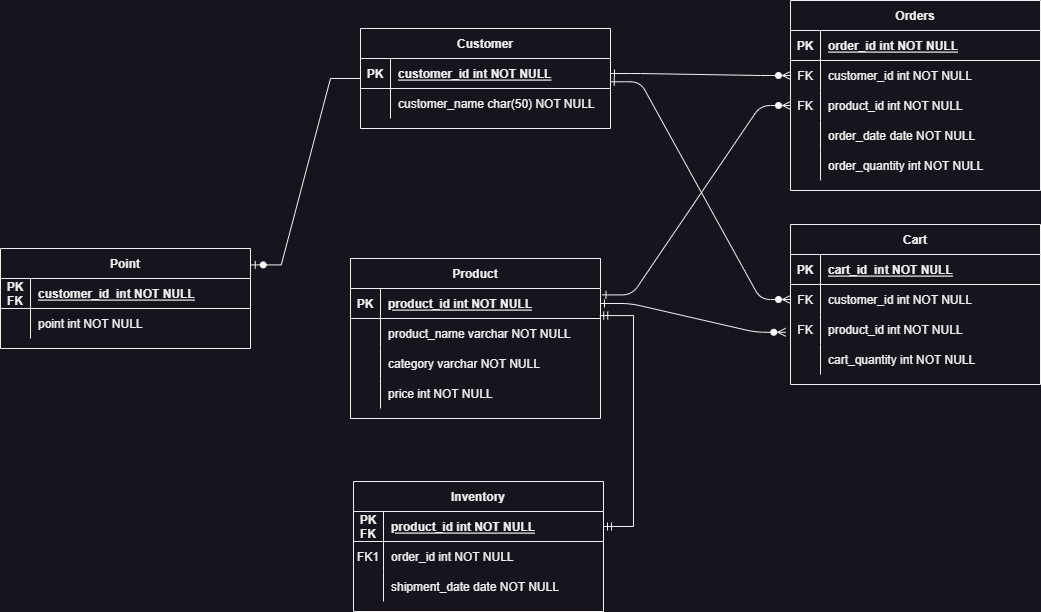 Customer
PK customer_id int NOT NULL
customer_name char(50) NOT NULL
Orders
PK order_id int NOT NULL
FK customer_id int NOT NULL
FK product_id int NOT NULL
order_date date NOT NULL
order_quantity int NOT NULL
Point
PK
FK
customer_id int NOT NULL
point int NOT NULL
Product
PK product_id int NOT NULL
product_name varchar NOT NULL
category varchar NOT NULL
price int NOT NULL
Cart
PK cart_id int NOT NULL
FK customer_id int NOT NULL
FK product_id int NOT NULL
cart_quantity int NOT NULL
Inventory
PK
FK
product_id int NOT NULL
FK1 order_id int NOT NULL
shipment_date date NOT NULL